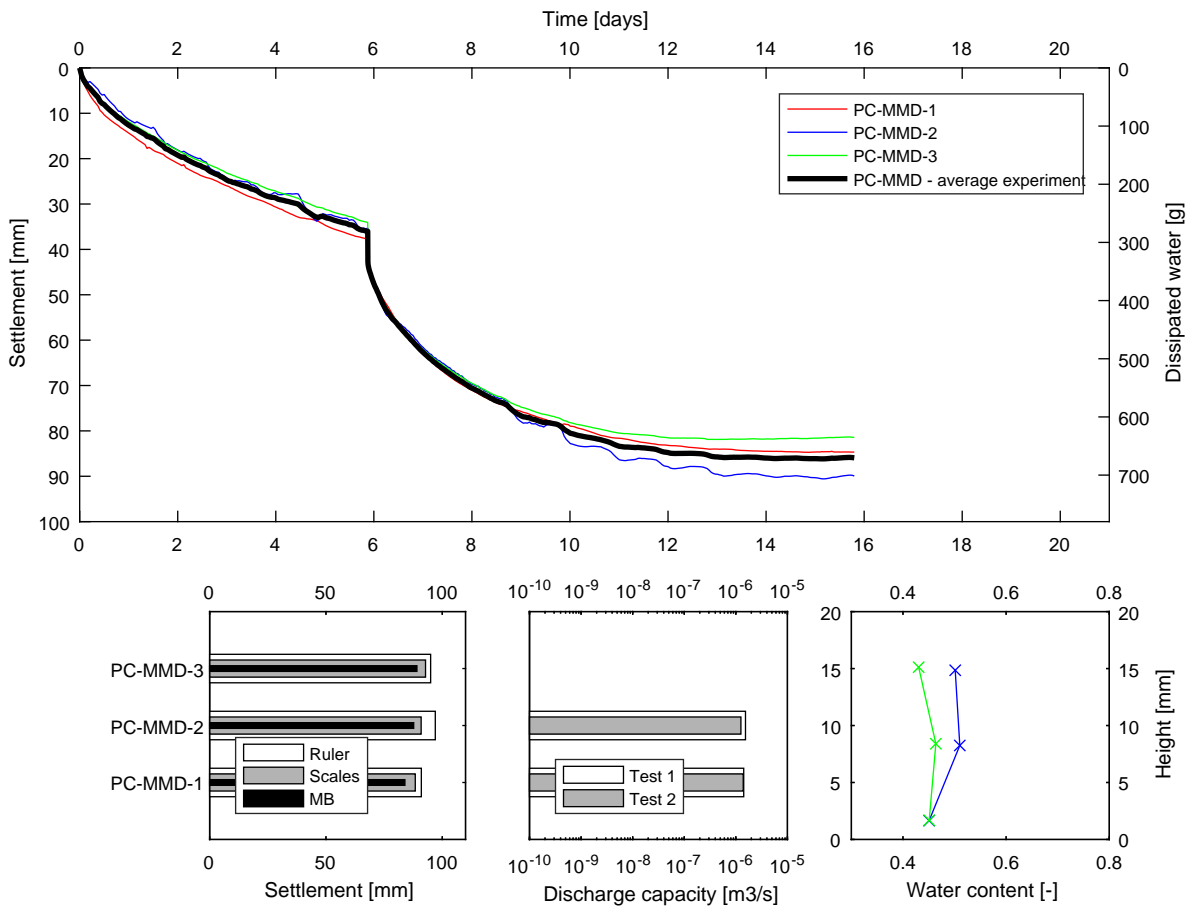 Time [days]
0 2 4 6 8 10 12 14 16 18 20
0 0
10
100
20
30 200
40 300
50
400
60
500
70
80 600
90 700
100
Settlement [mm]
Dissipated water [g]
PC-MMD-1
PC-MMD-2
PC-MMD-3
PC-MMD - average experiment
0 2 4 6 8 10 12 14 16 18 20
0 50 100
PC-MMD-3
PC-MMD-2
PC-MMD-1
Ruler
Scales
MB
0 50 100
Settlement [mm]
10^-10 10^-9 10^-8 10^-7 10^-6 10^-5
Test 1
Test 2
10^-10 10^-9 10^-8 10^-7 10^-6 10^-5
Discharge capacity [m3/s]
0.4 0.6 0.8
20 20
15 15
10 10
5 5
0 0
Height [mm]
0.4 0.6 0.8
Water content [-]